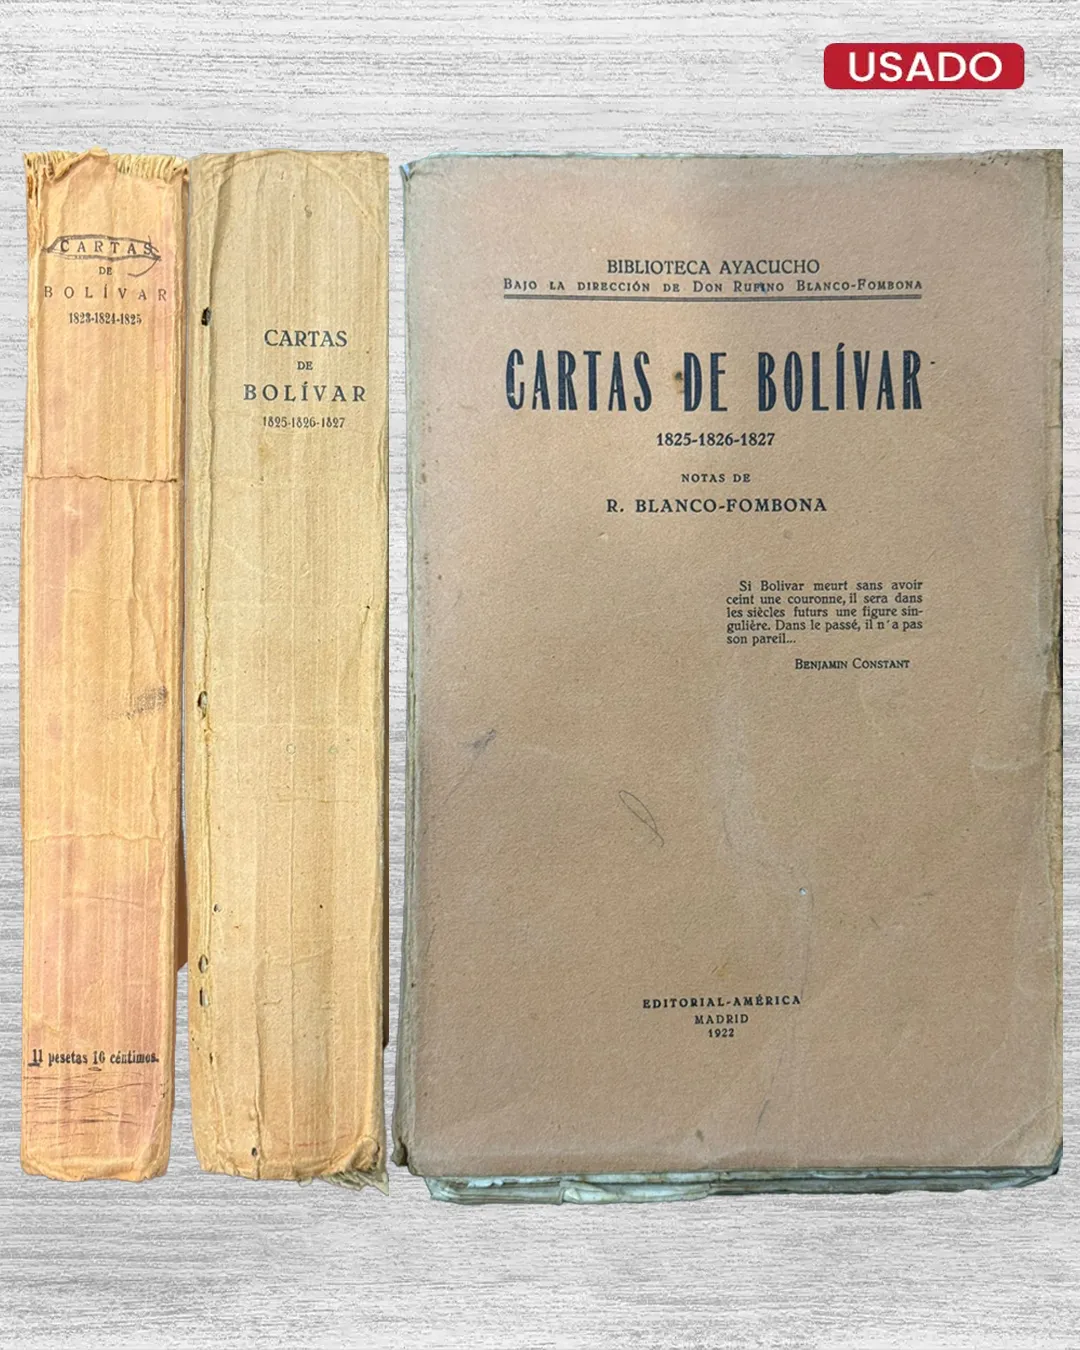 USADO
CARTAS
DE
BOLÍVAR
1823-1824-1825
11 pesetas 16 céntimos.
CARTAS
DE
BOLÍVAR
1825-1826-1827
BIBLIOTECA AYACUCHO
BAJO LA DIRECCIÓN DE DON RUFINO BLANCO-FOMBONA
CARTAS DE BOLÍVAR
1825-1826-1827
NOTAS DE
R. BLANCO-FOMBONA
Si Bolivar meurt sans avoir
ceint une couronne, il sera dans
les siècles futurs une figure sin-
gulière. Dans le passé, il n'a pas
son pareil...
BENJAMIN CONSTANT
EDITORIAL-AMÉRICA
MADRID
1922